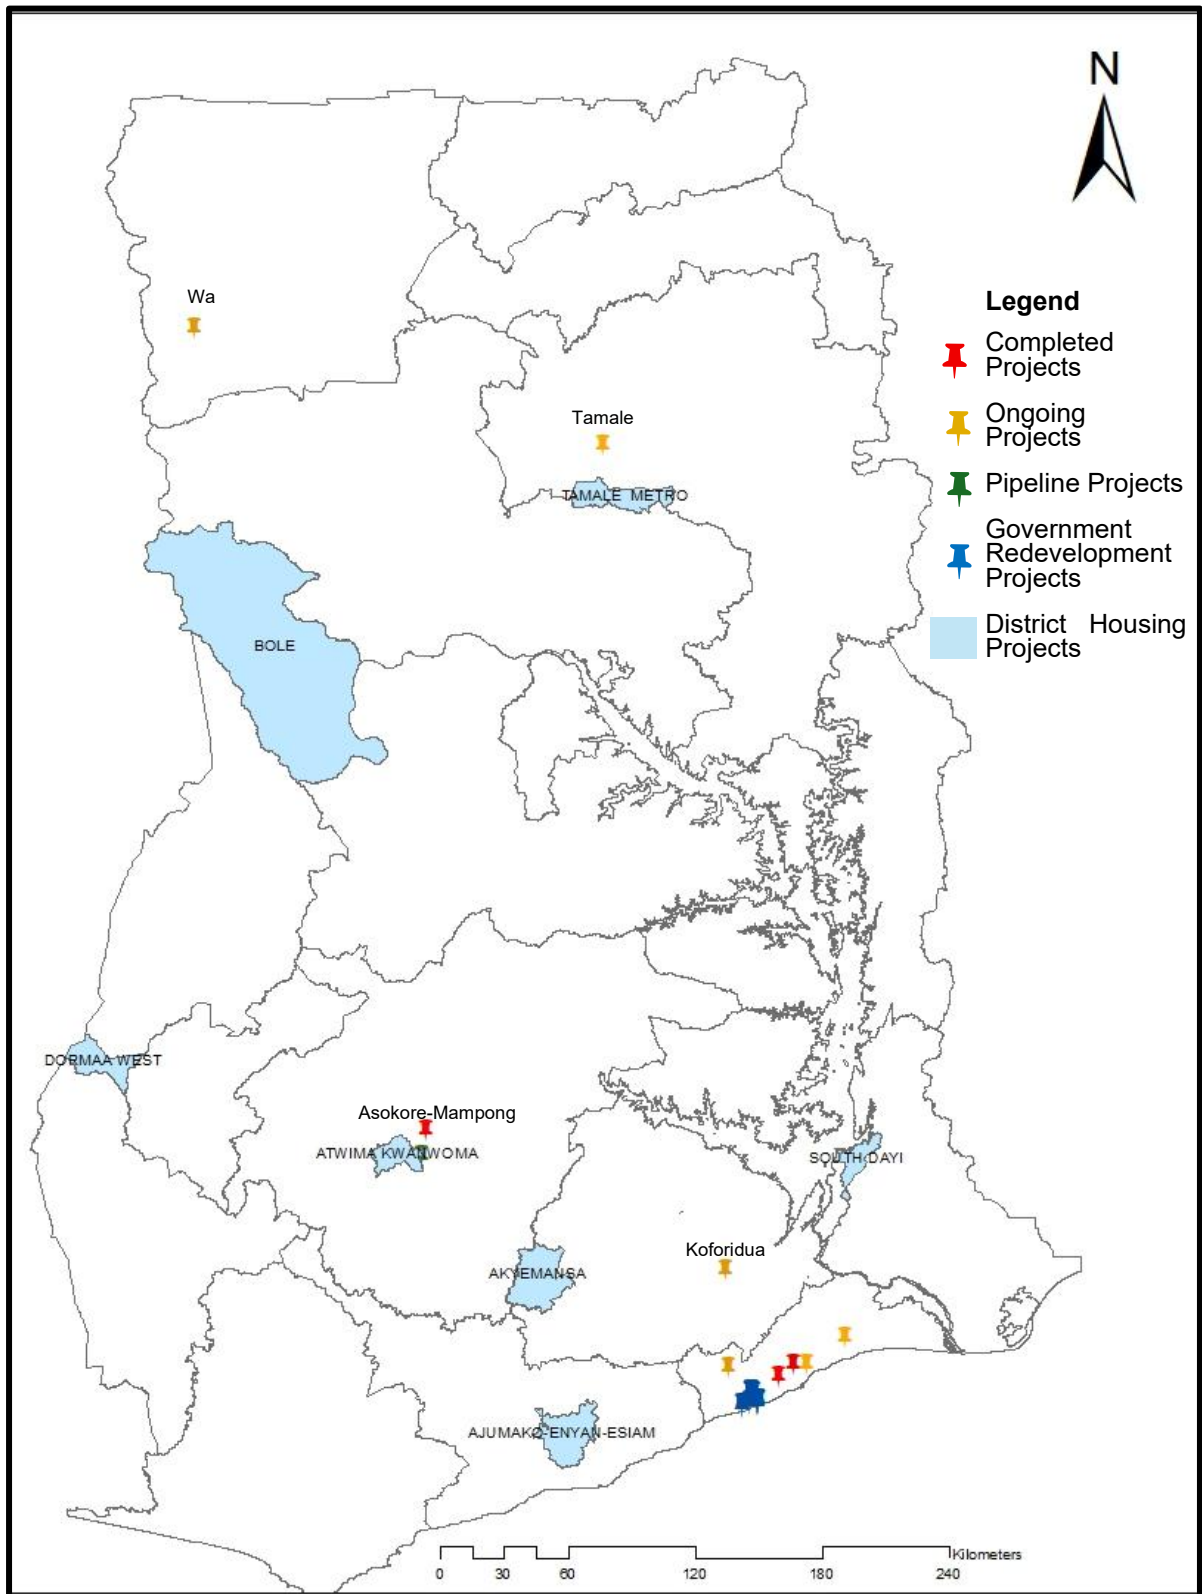 N
Wa
Legend
Completed
Projects
Ongoing
Projects
Tamale
Pipeline Projects
TAMALE METRO
Government
Redevelopment
Projects
District Housing
Projects
BOLE
DORMAA WEST
Asokore-Mampong
ATWIMA KWANWOMA
SOUTH DAYI
Koforidua
AKYEMANSA
AJUMAKO-ENYAN-ESIAM
Kilometers
0 30 60 120 180 240